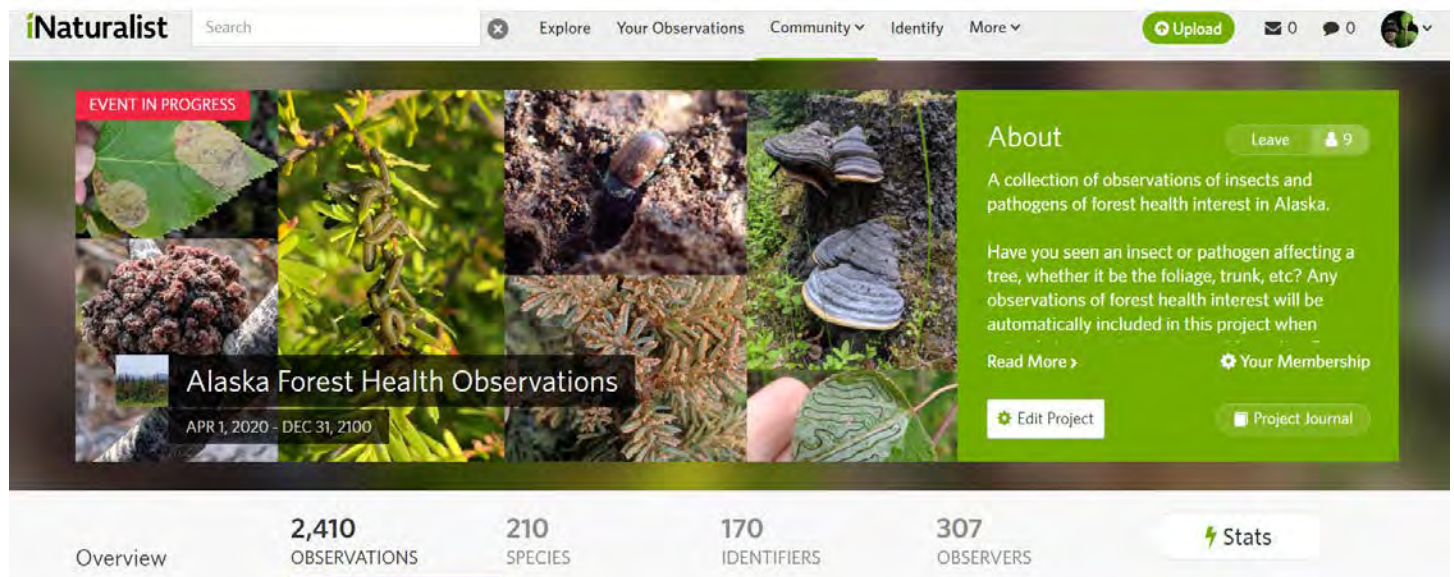 iNaturalist
Search
Explore
Your Observations
Community
Identify
More
Upload
0
0
EVENT IN PROGRESS
Alaska Forest Health Observations
APR 1, 2020 - DEC 31, 2100
About
Leave
9
A collection of observations of insects and
pathogens of forest health interest in Alaska.
Have you seen an insect or pathogen affecting a
tree, whether it be the foliage, trunk, etc? Any
observations of forest health interest will be
automatically included in this project when
Read More >
Your Membership
Edit Project
Project Journal
Overview
2,410
OBSERVATIONS
210
SPECIES
170
IDENTIFIERS
307
OBSERVERS
Stats